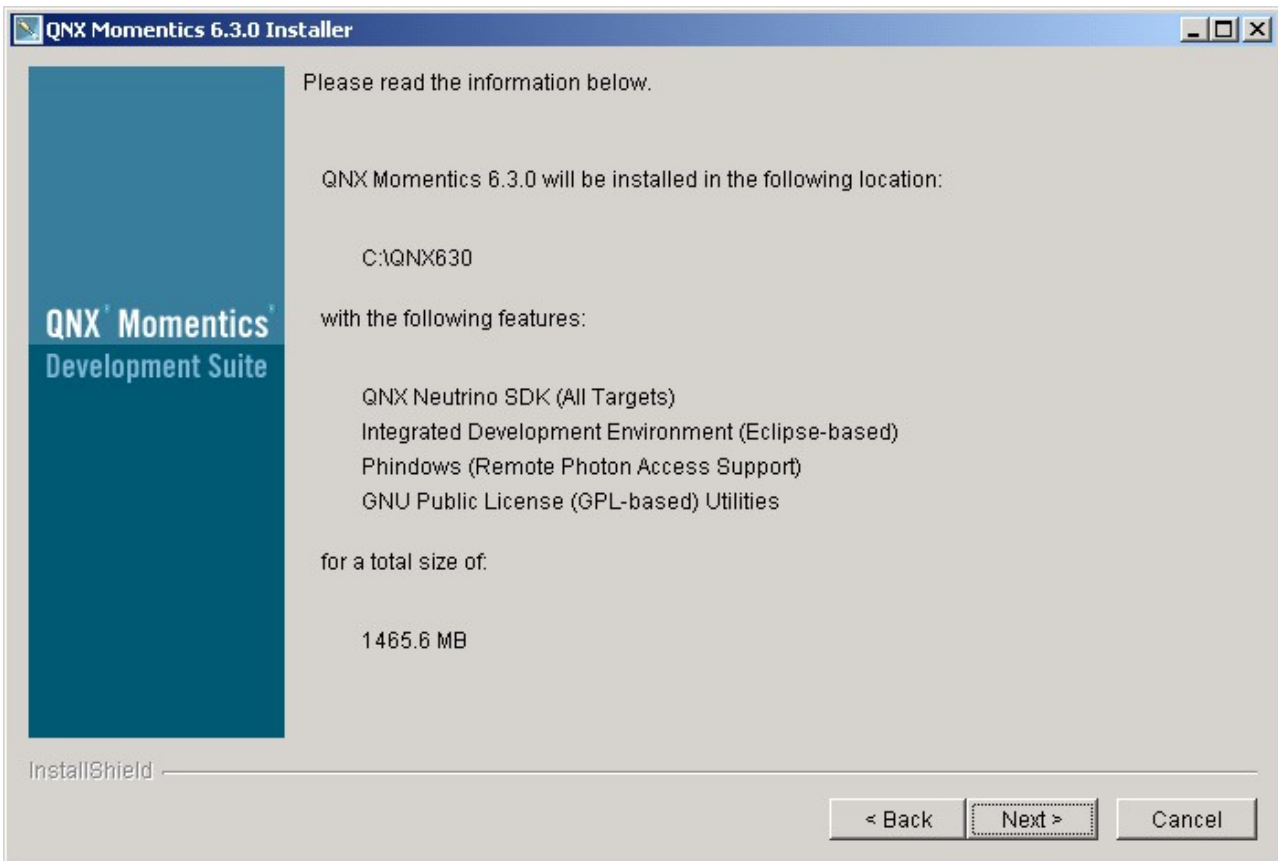 QNX Momentics 6.3.0 Installer
Please read the information below.
QNX Momentics 6.3.0 will be installed in the following location:
C:\QNX630
with the following features:
QNX Momentics
Development Suite
QNX Neutrino SDK (All Targets)
Integrated Development Environment (Eclipse-based)
Phindows (Remote Photon Access Support)
GNU Public License (GPL-based) Utilities
for a total size of:
1465.6 MB
InstallShield
< Back
Next >
Cancel